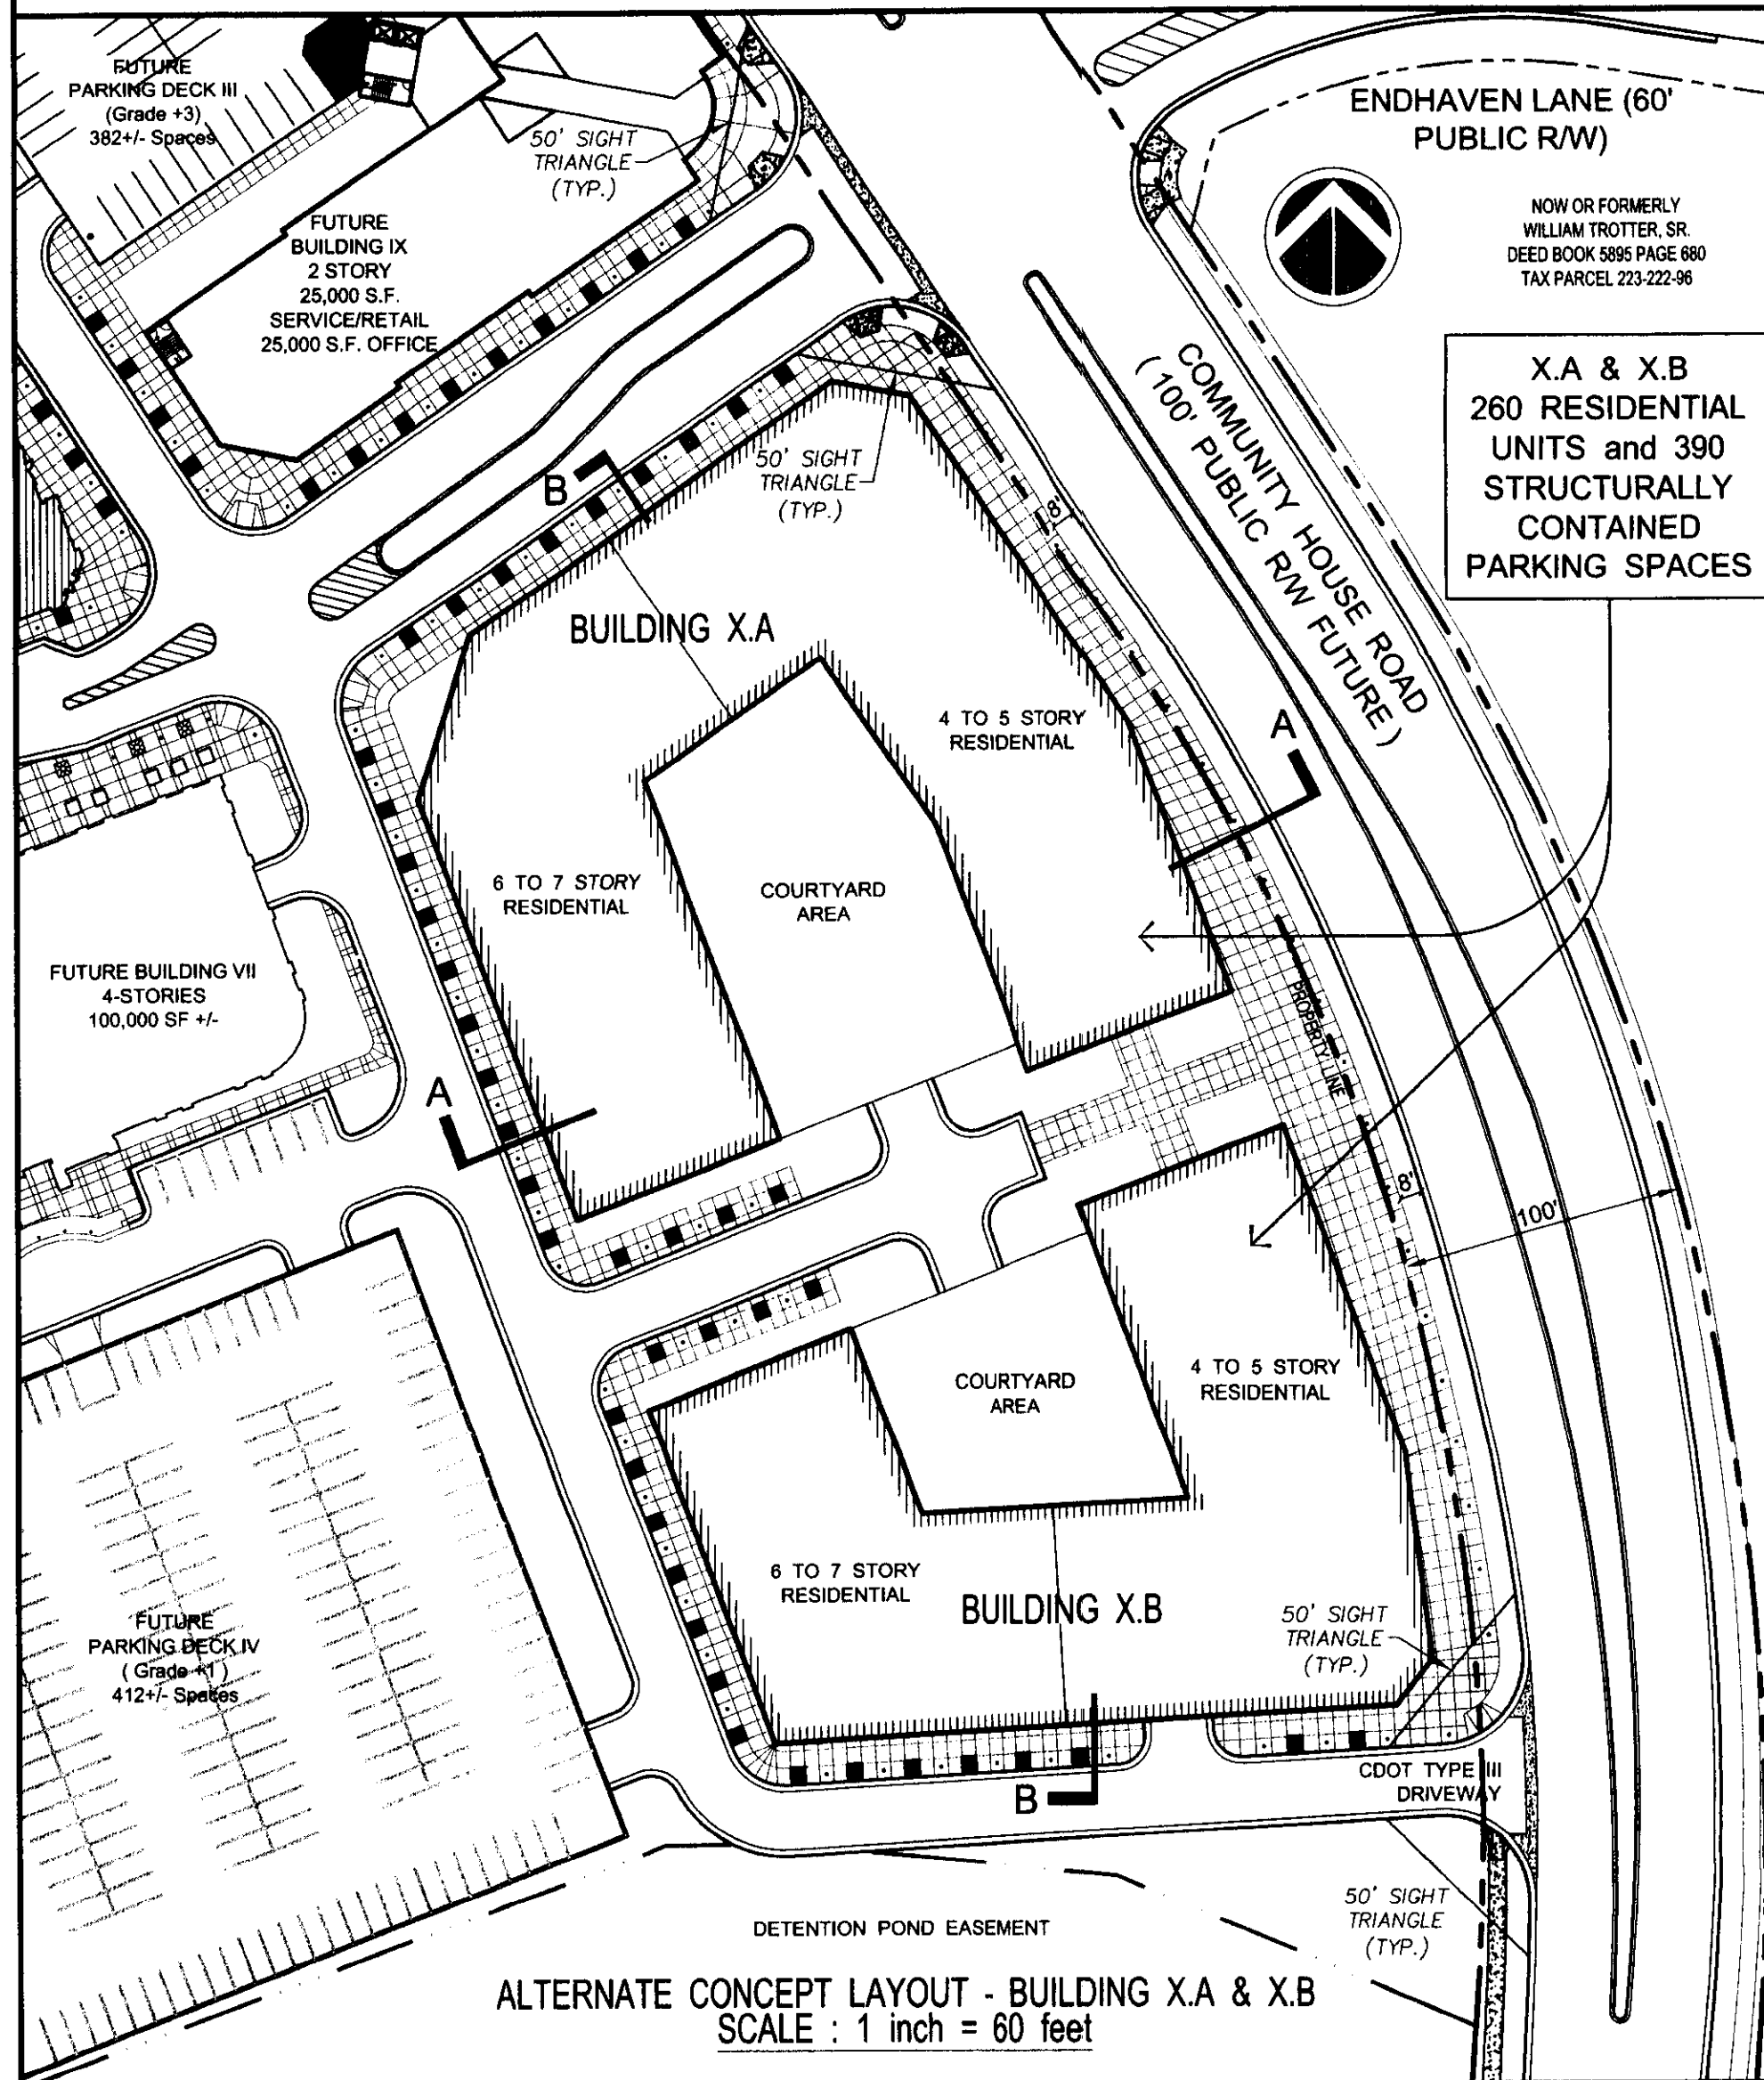 FUTURE
PARKING DECK III
(Grade +3)
382+/- Spaces
50' SIGHT
TRIANGLE
(TYP.)
ENDHAVEN LANE (60'
PUBLIC R/W)
NOW OR FORMERLY
WILLIAM TROTTER, SR.
DEED BOOK 5895 PAGE 680
TAX PARCEL 223-222-96
FUTURE
BUILDING IX
2 STORY
25,000 S.F.
SERVICE/RETAIL
25,000 S.F. OFFICE
X.A & X.B
260 RESIDENTIAL
UNITS and 390
STRUCTURALLY
CONTAINED
PARKING SPACES
COMMUNITY HOUSE ROAD
( 100' PUBLIC R/W FUTURE )
50' SIGHT
TRIANGLE
(TYP.)
B
8'
BUILDING X.A
4 TO 5 STORY
RESIDENTIAL
A
6 TO 7 STORY
RESIDENTIAL
COURTYARD
AREA
FUTURE BUILDING VII
4-STORIES
100,000 SF +/-
PROPERTY LINE
A
8'
100'
COURTYARD
AREA
4 TO 5 STORY
RESIDENTIAL
6 TO 7 STORY
RESIDENTIAL
BUILDING X.B
50' SIGHT
TRIANGLE
(TYP.)
FUTURE
PARKING DECK IV
( Grade +1 )
412+/- Spaces
CDOT TYPE III
DRIVEWAY
B
50' SIGHT
TRIANGLE
(TYP.)
DETENTION POND EASEMENT
ALTERNATE CONCEPT LAYOUT - BUILDING X.A & X.B
SCALE : 1 inch = 60 feet